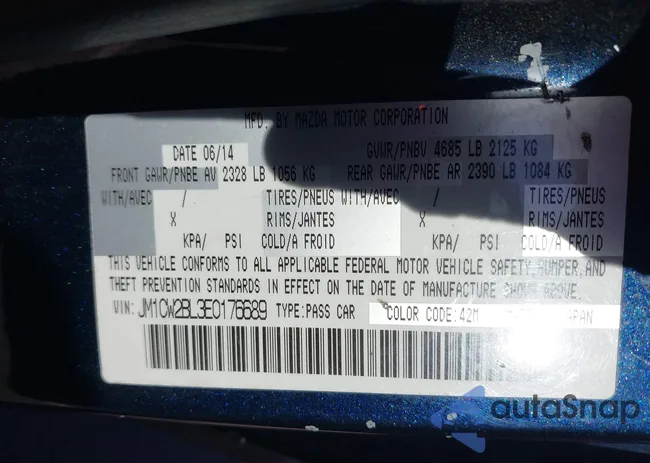 MFD. BY MAZDA MOTOR CORPORATION
DATE 06/14 GVWR/PNBV 4685 LB 2125 KG
FRONT GAWR/PNBE AV 2328 LB 1056 KG REAR GAWR/PNBE AR 2390 LB 1084 KG
WITH/AVEC / TIRES/PNEUS WITH/AVEC / TIRES/PNEUS
X RIMS/JANTES X RIMS/JANTES
KPA/ PSI COLD/A FROID KPA/ PSI COLD/A FROID
THIS VEHICLE CONFORMS TO ALL APPLICABLE FEDERAL MOTOR VEHICLE SAFETY, BUMPER, AND
THEFT PREVENTION STANDARDS IN EFFECT ON THE DATE OF MANUFACTURE SHOWN ABOVE.
VIN: JM1CW2BL3E0176689 TYPE: PASS CAR COLOR CODE: 42M JAPAN
autoSnap